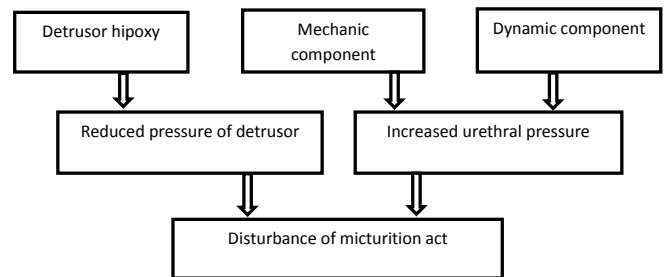 Detrusor hipoxy
Mechanic
component
Dynamic component
Reduced pressure of detrusor
Increased urethral pressure
Disturbance of micturition act